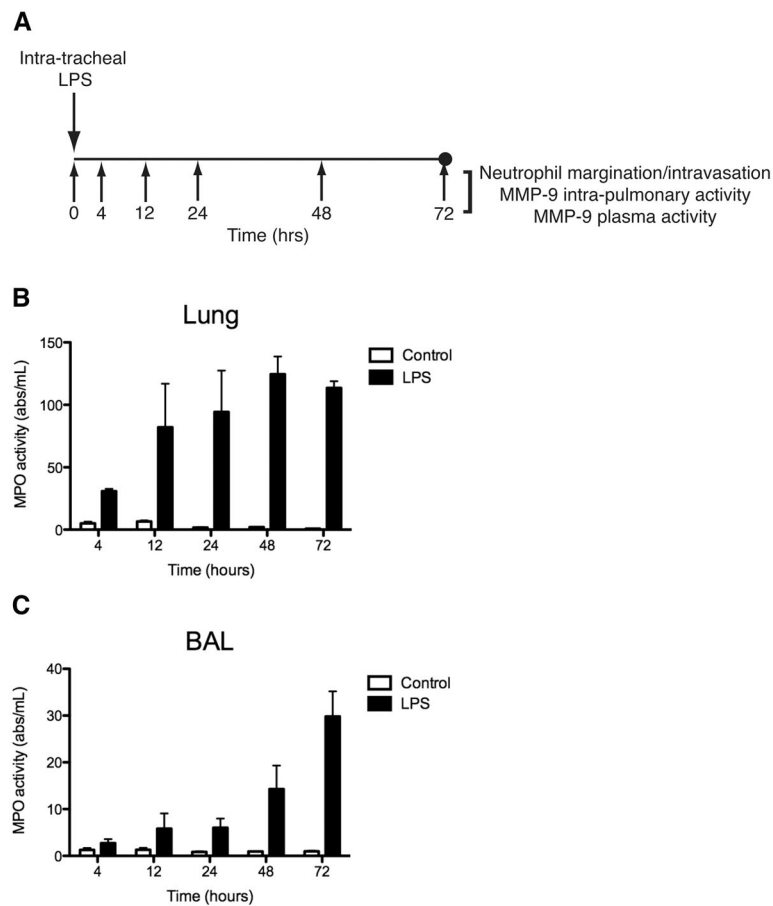 A
Intra-tracheal
LPS
0 4 12 24 48 72
Time (hrs)
Neutrophil margination/intravasation
MMP-9 intra-pulmonary activity
MMP-9 plasma activity
B
Lung
MPO activity (abs/mL)
150
100
50
0
4 12 24 48 72
Time (hours)
Control
LPS
C
BAL
MPO activity (abs/mL)
40
30
20
10
0
4 12 24 48 72
Time (hours)
Control
LPS